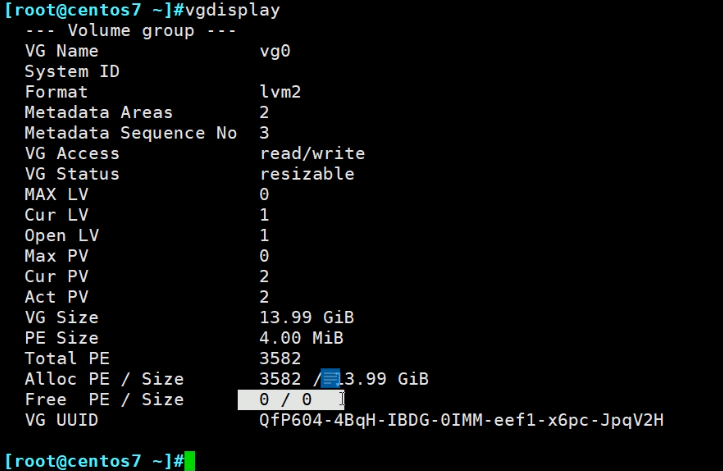 [root@centos7 ~]#vgdisplay
--- Volume group ---
VG Name vg0
System ID
Format lvm2
Metadata Areas 2
Metadata Sequence No 3
VG Access read/write
VG Status resizable
MAX LV 0
Cur LV 1
Open LV 1
Max PV 0
Cur PV 2
Act PV 2
VG Size 13.99 GiB
PE Size 4.00 MiB
Total PE 3582
Alloc PE / Size 3582 / 13.99 GiB
Free PE / Size 0 / 0
VG UUID QfP604-4BqH-IBDG-0IMM-eef1-x6pc-JpqV2H
[root@centos7 ~]#